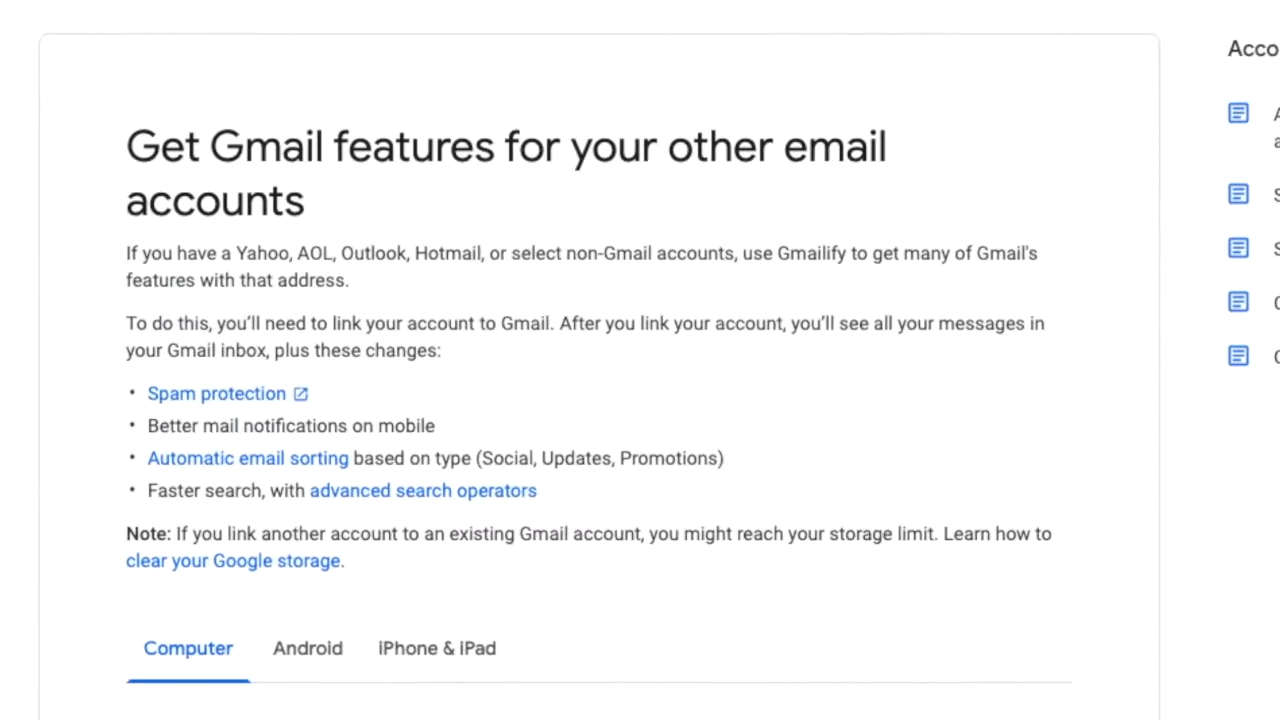 Get Gmail features for your other email
accounts
If you have a Yahoo, AOL, Outlook, Hotmail, or select non-Gmail accounts, use Gmailify to get many of Gmail's
features with that address.
To do this, you’ll need to link your account to Gmail. After you link your account, you’ll see all your messages in
your Gmail inbox, plus these changes:
• Spam protection
• Better mail notifications on mobile
• Automatic email sorting based on type (Social, Updates, Promotions)
• Faster search, with advanced search operators
Note: If you link another account to an existing Gmail account, you might reach your storage limit. Learn how to
clear your Google storage.
Computer Android iPhone & iPad
Acco